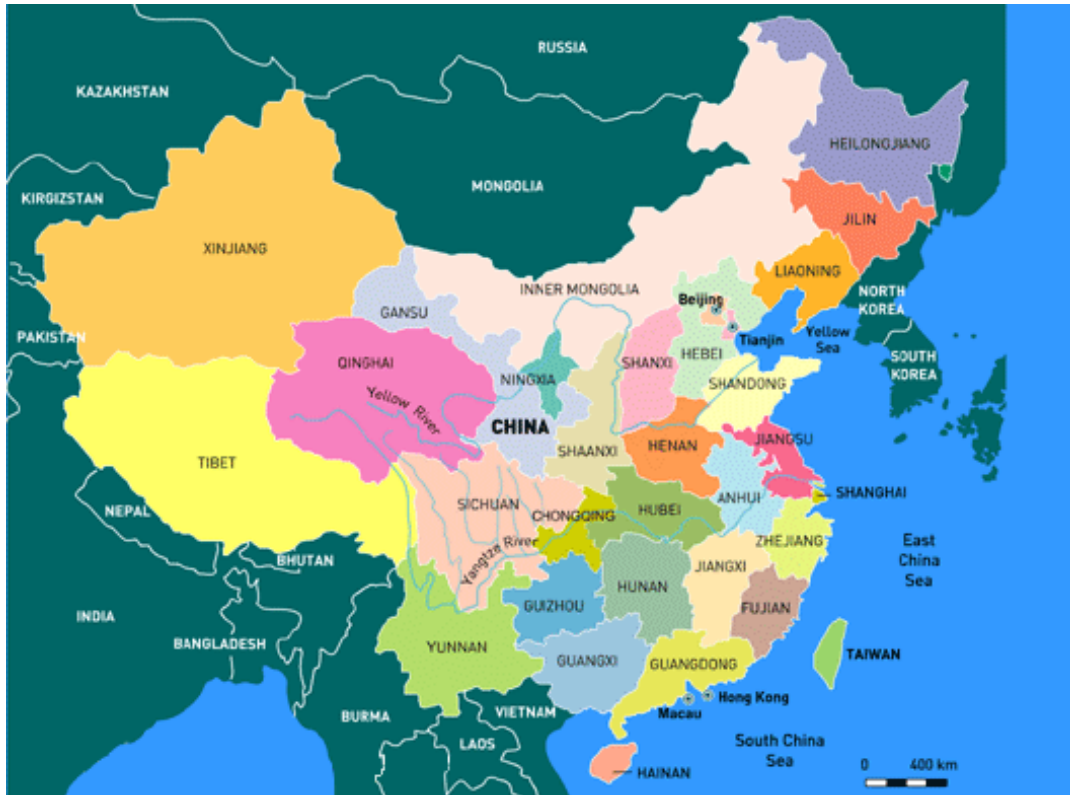 RUSSIA
KAZAKHSTAN
HEILONGJIANG
MONGOLIA
KIRGIZSTAN
JILIN
XINJIANG
LIAONING
INNER MONGOLIA
NORTH
KOREA
Beijing
GANSU
Yellow
Sea
PAKISTAN
Tianjin
HEBEI
SHANXI
QINGHAI
SOUTH
KOREA
NINGXIA
SHANDONG
Yellow River
CHINA
JIANGSU
HENAN
SHAANXI
TIBET
SHANGHAI
ANHUI
SICHUAN
HUBEI
CHONGQING
NEPAL
ZHEJIANG
East
China
Sea
Yangtze River
BHUTAN
JIANGXI
HUNAN
GUIZHOU
FUJIAN
INDIA
BANGLADESH
YUNNAN
GUANGXI
GUANGDONG
TAIWAN
Hong Kong
Macau
VIETNAM
BURMA
LAOS
South China
Sea
0 400 km
HAINAN